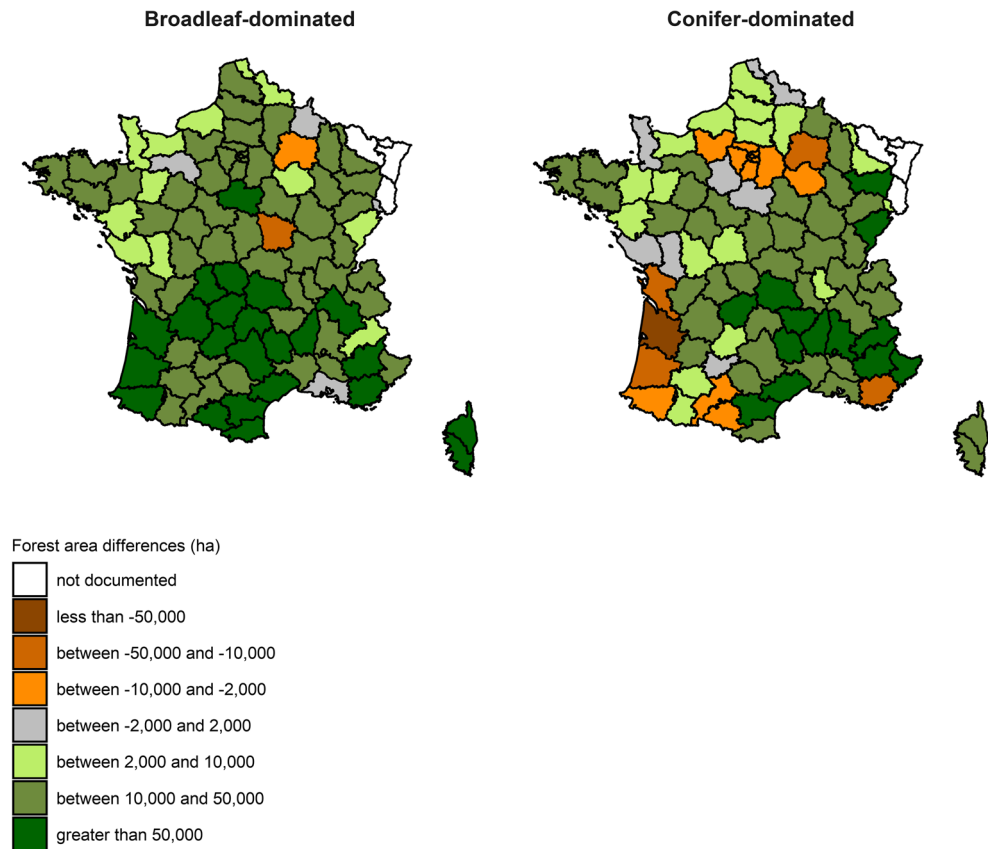 Broadleaf-dominated
Conifer-dominated
Forest area differences (ha)
not documented
less than -50,000
between -50,000 and -10,000
between -10,000 and -2,000
between -2,000 and 2,000
between 2,000 and 10,000
between 10,000 and 50,000
greater than 50,000